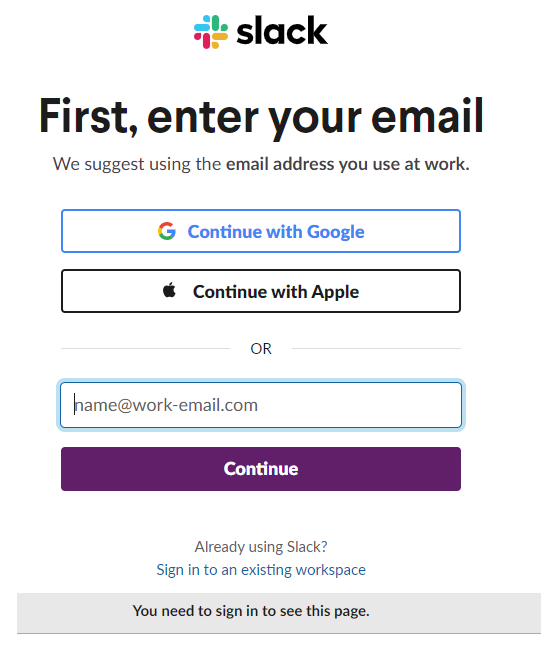 slack
First, enter your email
We suggest using the email address you use at work.
Continue with Google
Continue with Apple
OR
name@work-email.com
Continue
Already using Slack?
Sign in to an existing workspace
You need to sign in to see this page.